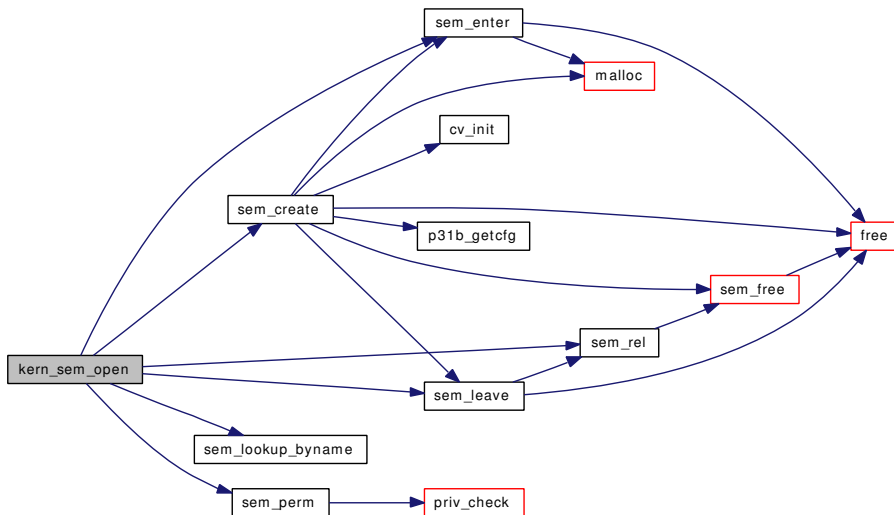 sem_enter
malloc
cv_init
sem_create
p31b_getcfg
free
sem_free
sem_rel
kern_sem_open
sem_leave
sem_lookup_byname
sem_perm
priv_check